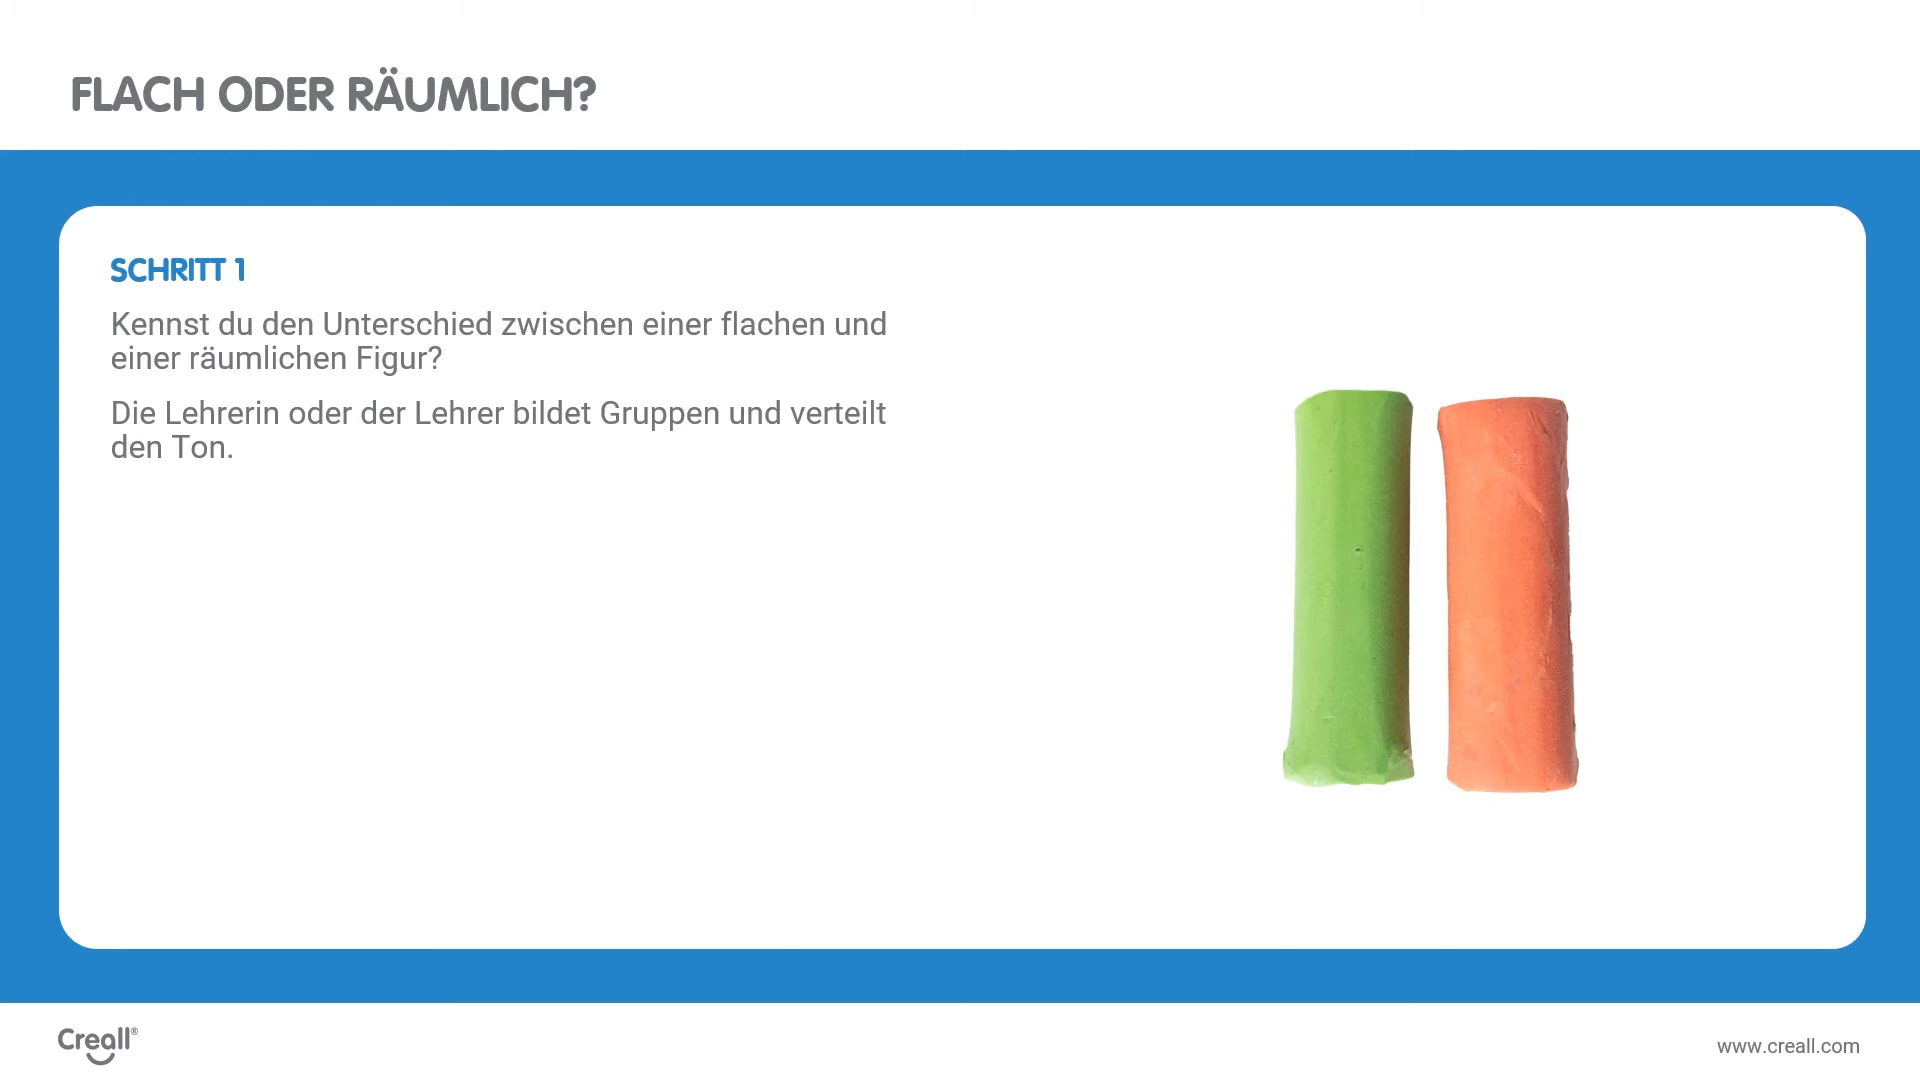 FLACH ODER RÄUMLICH?
SCHRITT 1
Kennst du den Unterschied zwischen einer flachen und
einer räumlichen Figur?
Die Lehrerin oder der Lehrer bildet Gruppen und verteilt
den Ton.
Creall®
www.creall.com